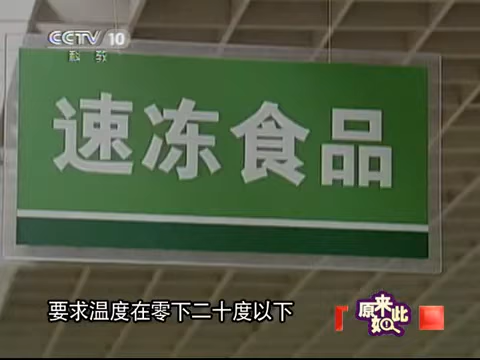 CCTV 10
科教
速冻食品
要求温度在零下二十度以下
原来
如此